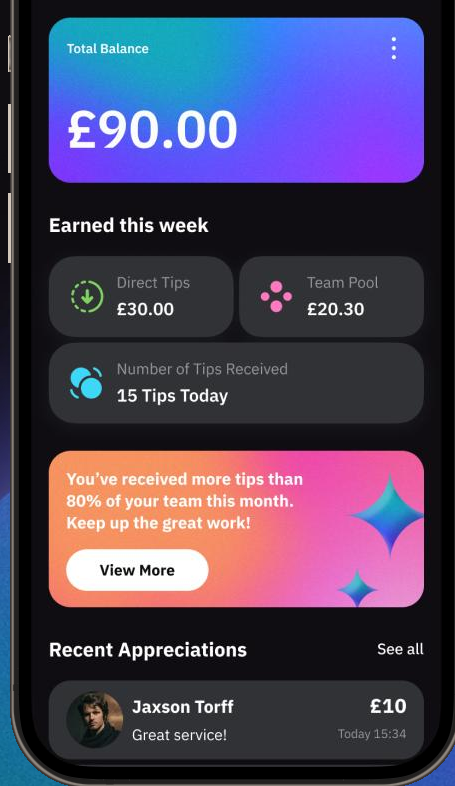 Total Balance
£90.00
Earned this week
Direct Tips
£30.00
Team Pool
£20.30
Number of Tips Received
15 Tips Today
You’ve received more tips than
80% of your team this month.
Keep up the great work!
View More
Recent Appreciations
See all
Jaxson Torff
£10
Great service!
Today 15:34